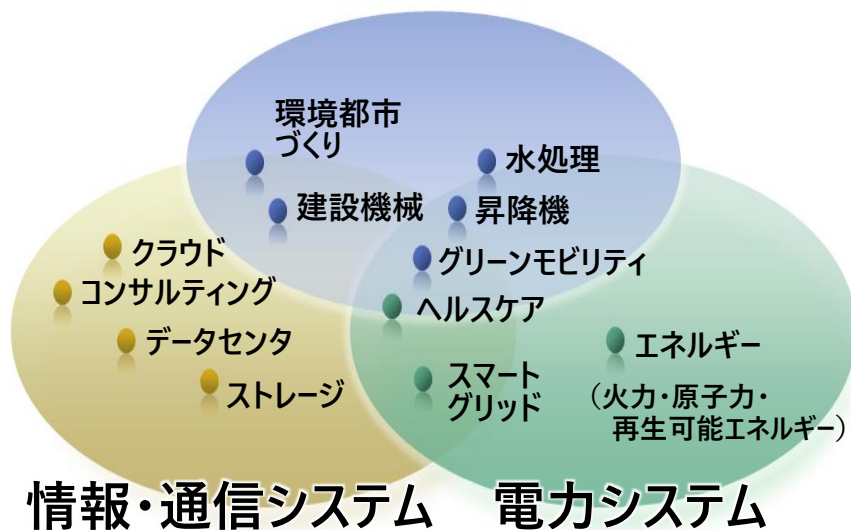 環境都市
づくり
水処理
建設機械
昇降機
クラウド
グリーンモビリティ
コンサルティング
ヘルスケア
データセンタ
エネルギー
ストレージ
スマート
グリッド
（火力・原子力・
再生可能エネルギー）
情報・通信システム
電力システム